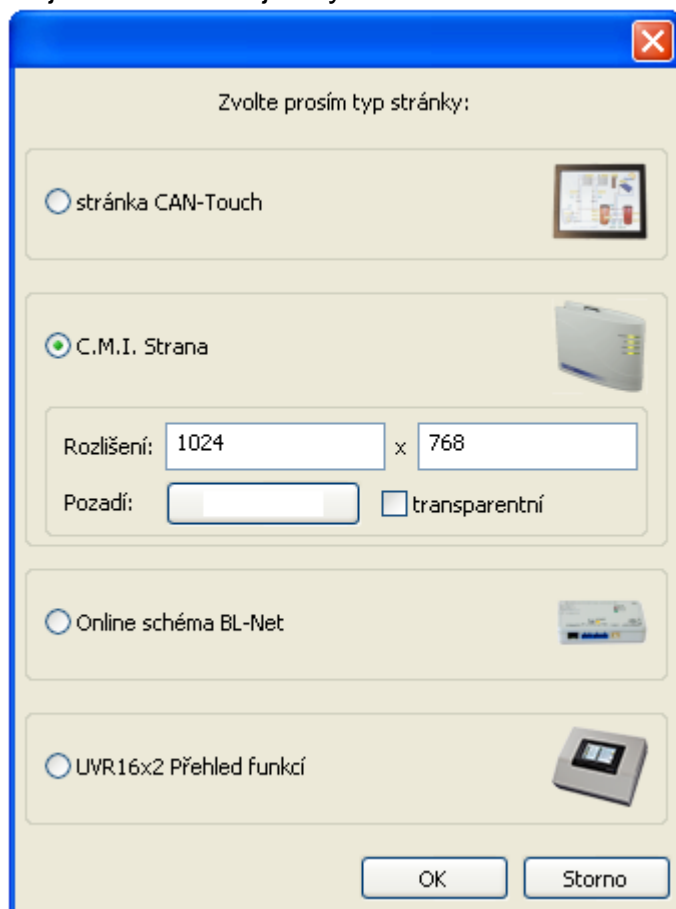 Zvolte prosím typ stránky:
stránka CAN-Touch
C.M.I. Strana
Rozlišení: 1024 x 768
Pozadí: transparentní
Online schéma BL-Net
UVR16x2 Přehled funkcí
OK Storno